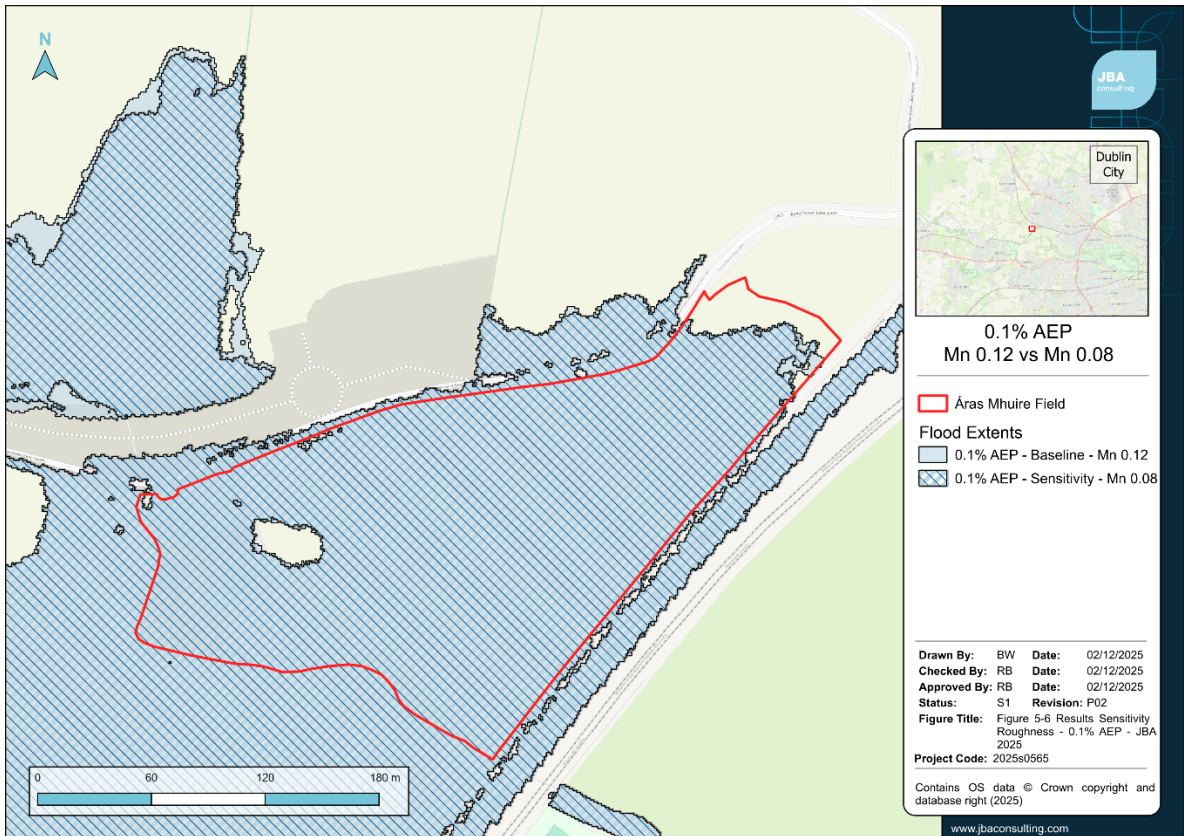 N
JBA
consulting
Dublin
City
0.1% AEP
Mn 0.12 vs Mn 0.08
Áras Mhuire Field
Flood Extents
0.1% AEP - Baseline - Mn 0.12
0.1% AEP - Sensitivity - Mn 0.08
0 60 120 180 m
Drawn By: BW Date: 02/12/2025
Checked By: RB Date: 02/12/2025
Approved By: RB Date: 02/12/2025
Status: S1 Revision: P02
Figure Title: Figure 5-6 Results Sensitivity
Roughness - 0.1% AEP - JBA
2025
Project Code: 2025s0565
Contains OS data © Crown copyright and
database right (2025)
www.jbaconsulting.com